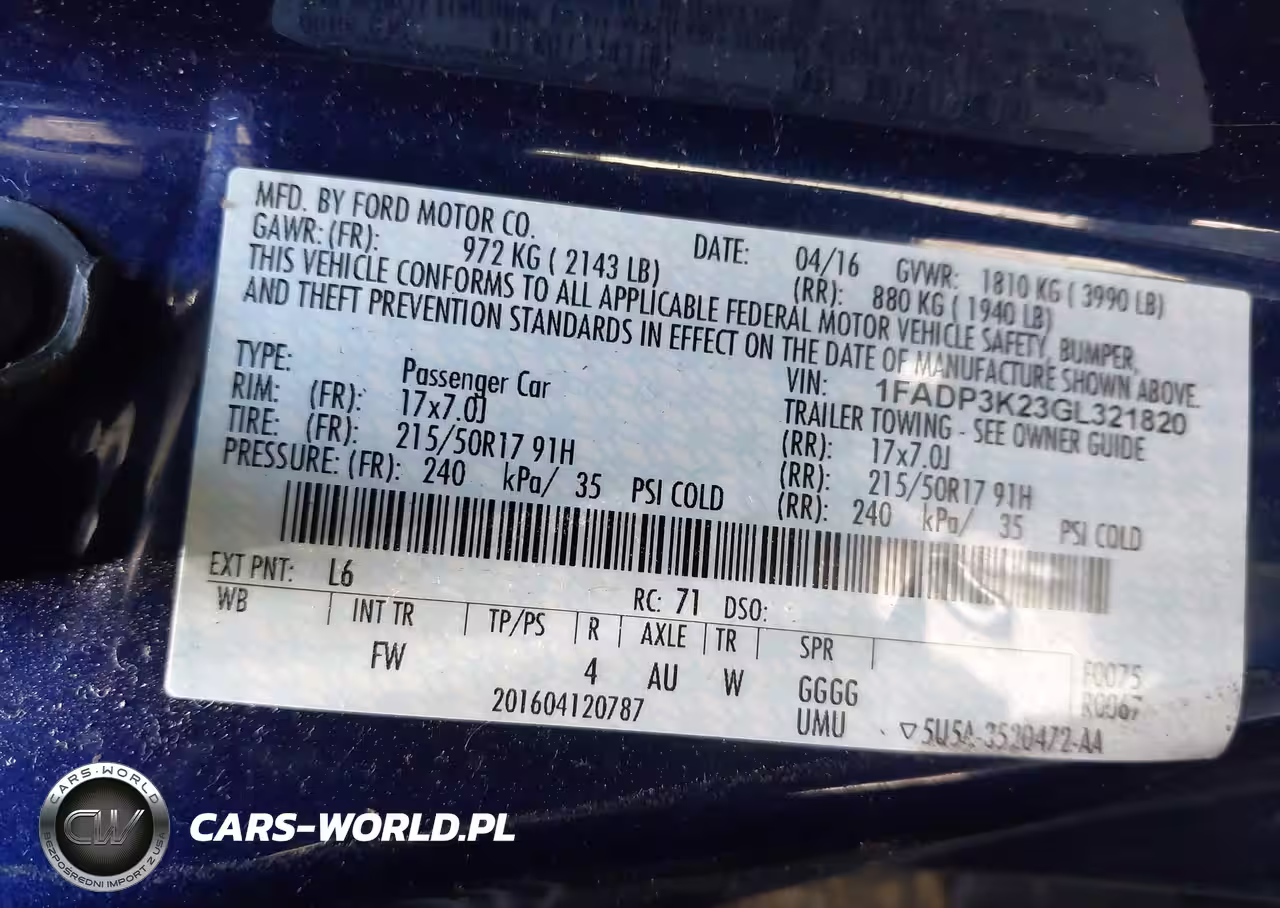 MFD. BY FORD MOTOR CO. DATE: 04/16 GVWR: 1810 KG ( 3990 LB)
GAWR: (FR): 972 KG ( 2143 LB) (RR): 880 KG ( 1940 LB)
THIS VEHICLE CONFORMS TO ALL APPLICABLE FEDERAL MOTOR VEHICLE SAFETY, BUMPER,
AND THEFT PREVENTION STANDARDS IN EFFECT ON THE DATE OF MANUFACTURE SHOWN ABOVE.
VIN: 1FADP3K23GL321820
TYPE: Passenger Car TRAILER TOWING - SEE OWNER GUIDE
RIM: (FR): 17x7.0J (RR): 17x7.0J
TIRE: (FR): 215/50R17 91H (RR): 215/50R17 91H
PRESSURE: (FR): 240 kPa/ 35 PSI COLD (RR): 240 kPa/ 35 PSI COLD
EXT PNT: L6 RC: 71 DSO:
WB INT TR TP/PS R AXLE TR SPR
FW 4 AU W GGGG F0075
201604120787 UMU R0067
▽5U5A-3520472-AA
CARS-WORLD
CW
BEZPOŚREDNI IMPORT Z USA
CARS-WORLD.PL